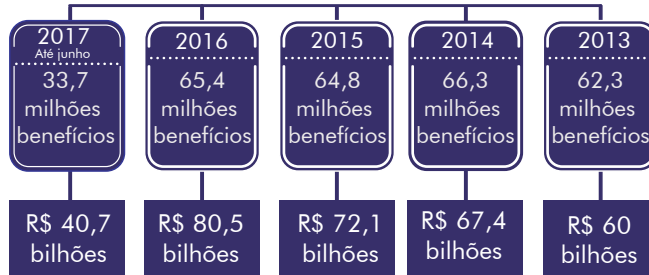 2017
Até junho
33,7
milhões
benefícios
R$ 40,7
bilhões
2016
65,4
milhões
benefícios
R$ 80,5
bilhões
2015
64,8
milhões
benefícios
R$ 72,1
bilhões
2014
66,3
milhões
benefícios
R$ 67,4
bilhões
2013
62,3
milhões
benefícios
R$ 60
bilhões